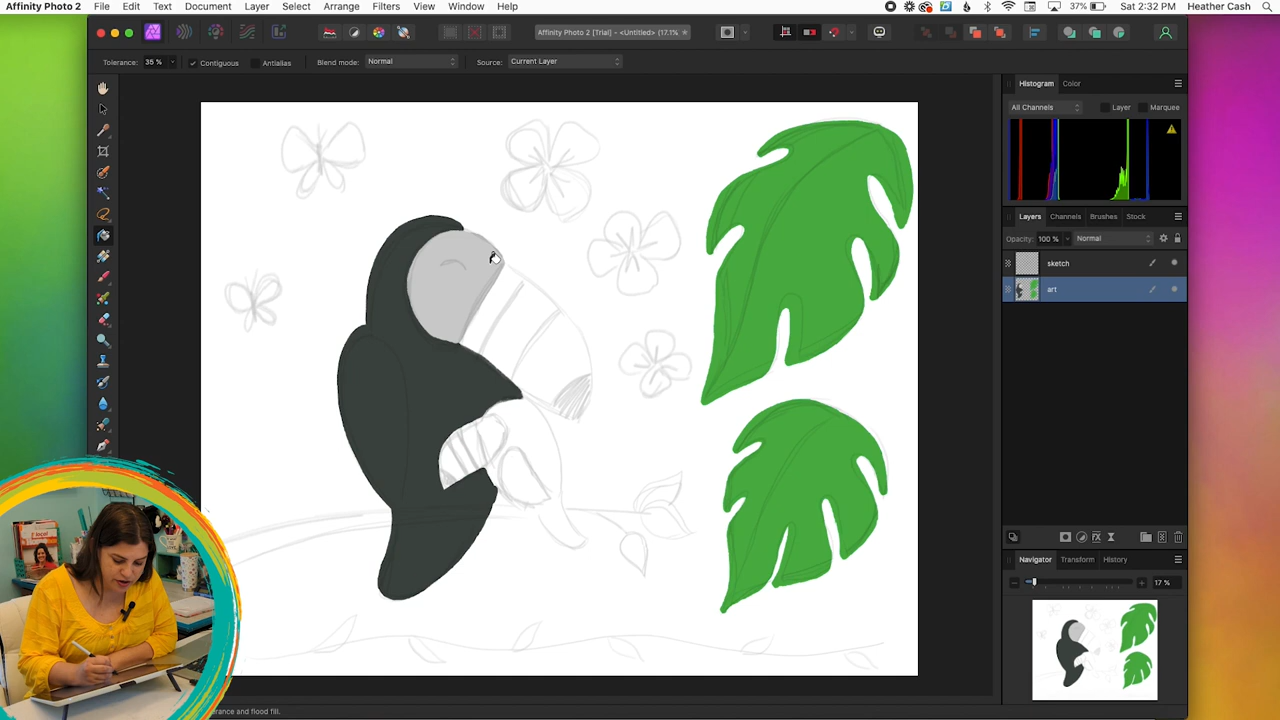 Affinity Photo 2 File Edit Text Document Layer Select Arrange Filters View Window Help 37% Sat 2:32 PM Heather Cash
Affinity Photo 2 [Trial] - <Untitled> (17.1%
Tolerance: 35 % Contiguous Antialias Blend mode: Normal Source: Current Layer
Histogram Color
All Channels Layer Marquee
Layers Channels Brushes Stock
Opacity: 100 % Normal
sketch
art
Navigator Transform History
17 %
erance and flood fill.